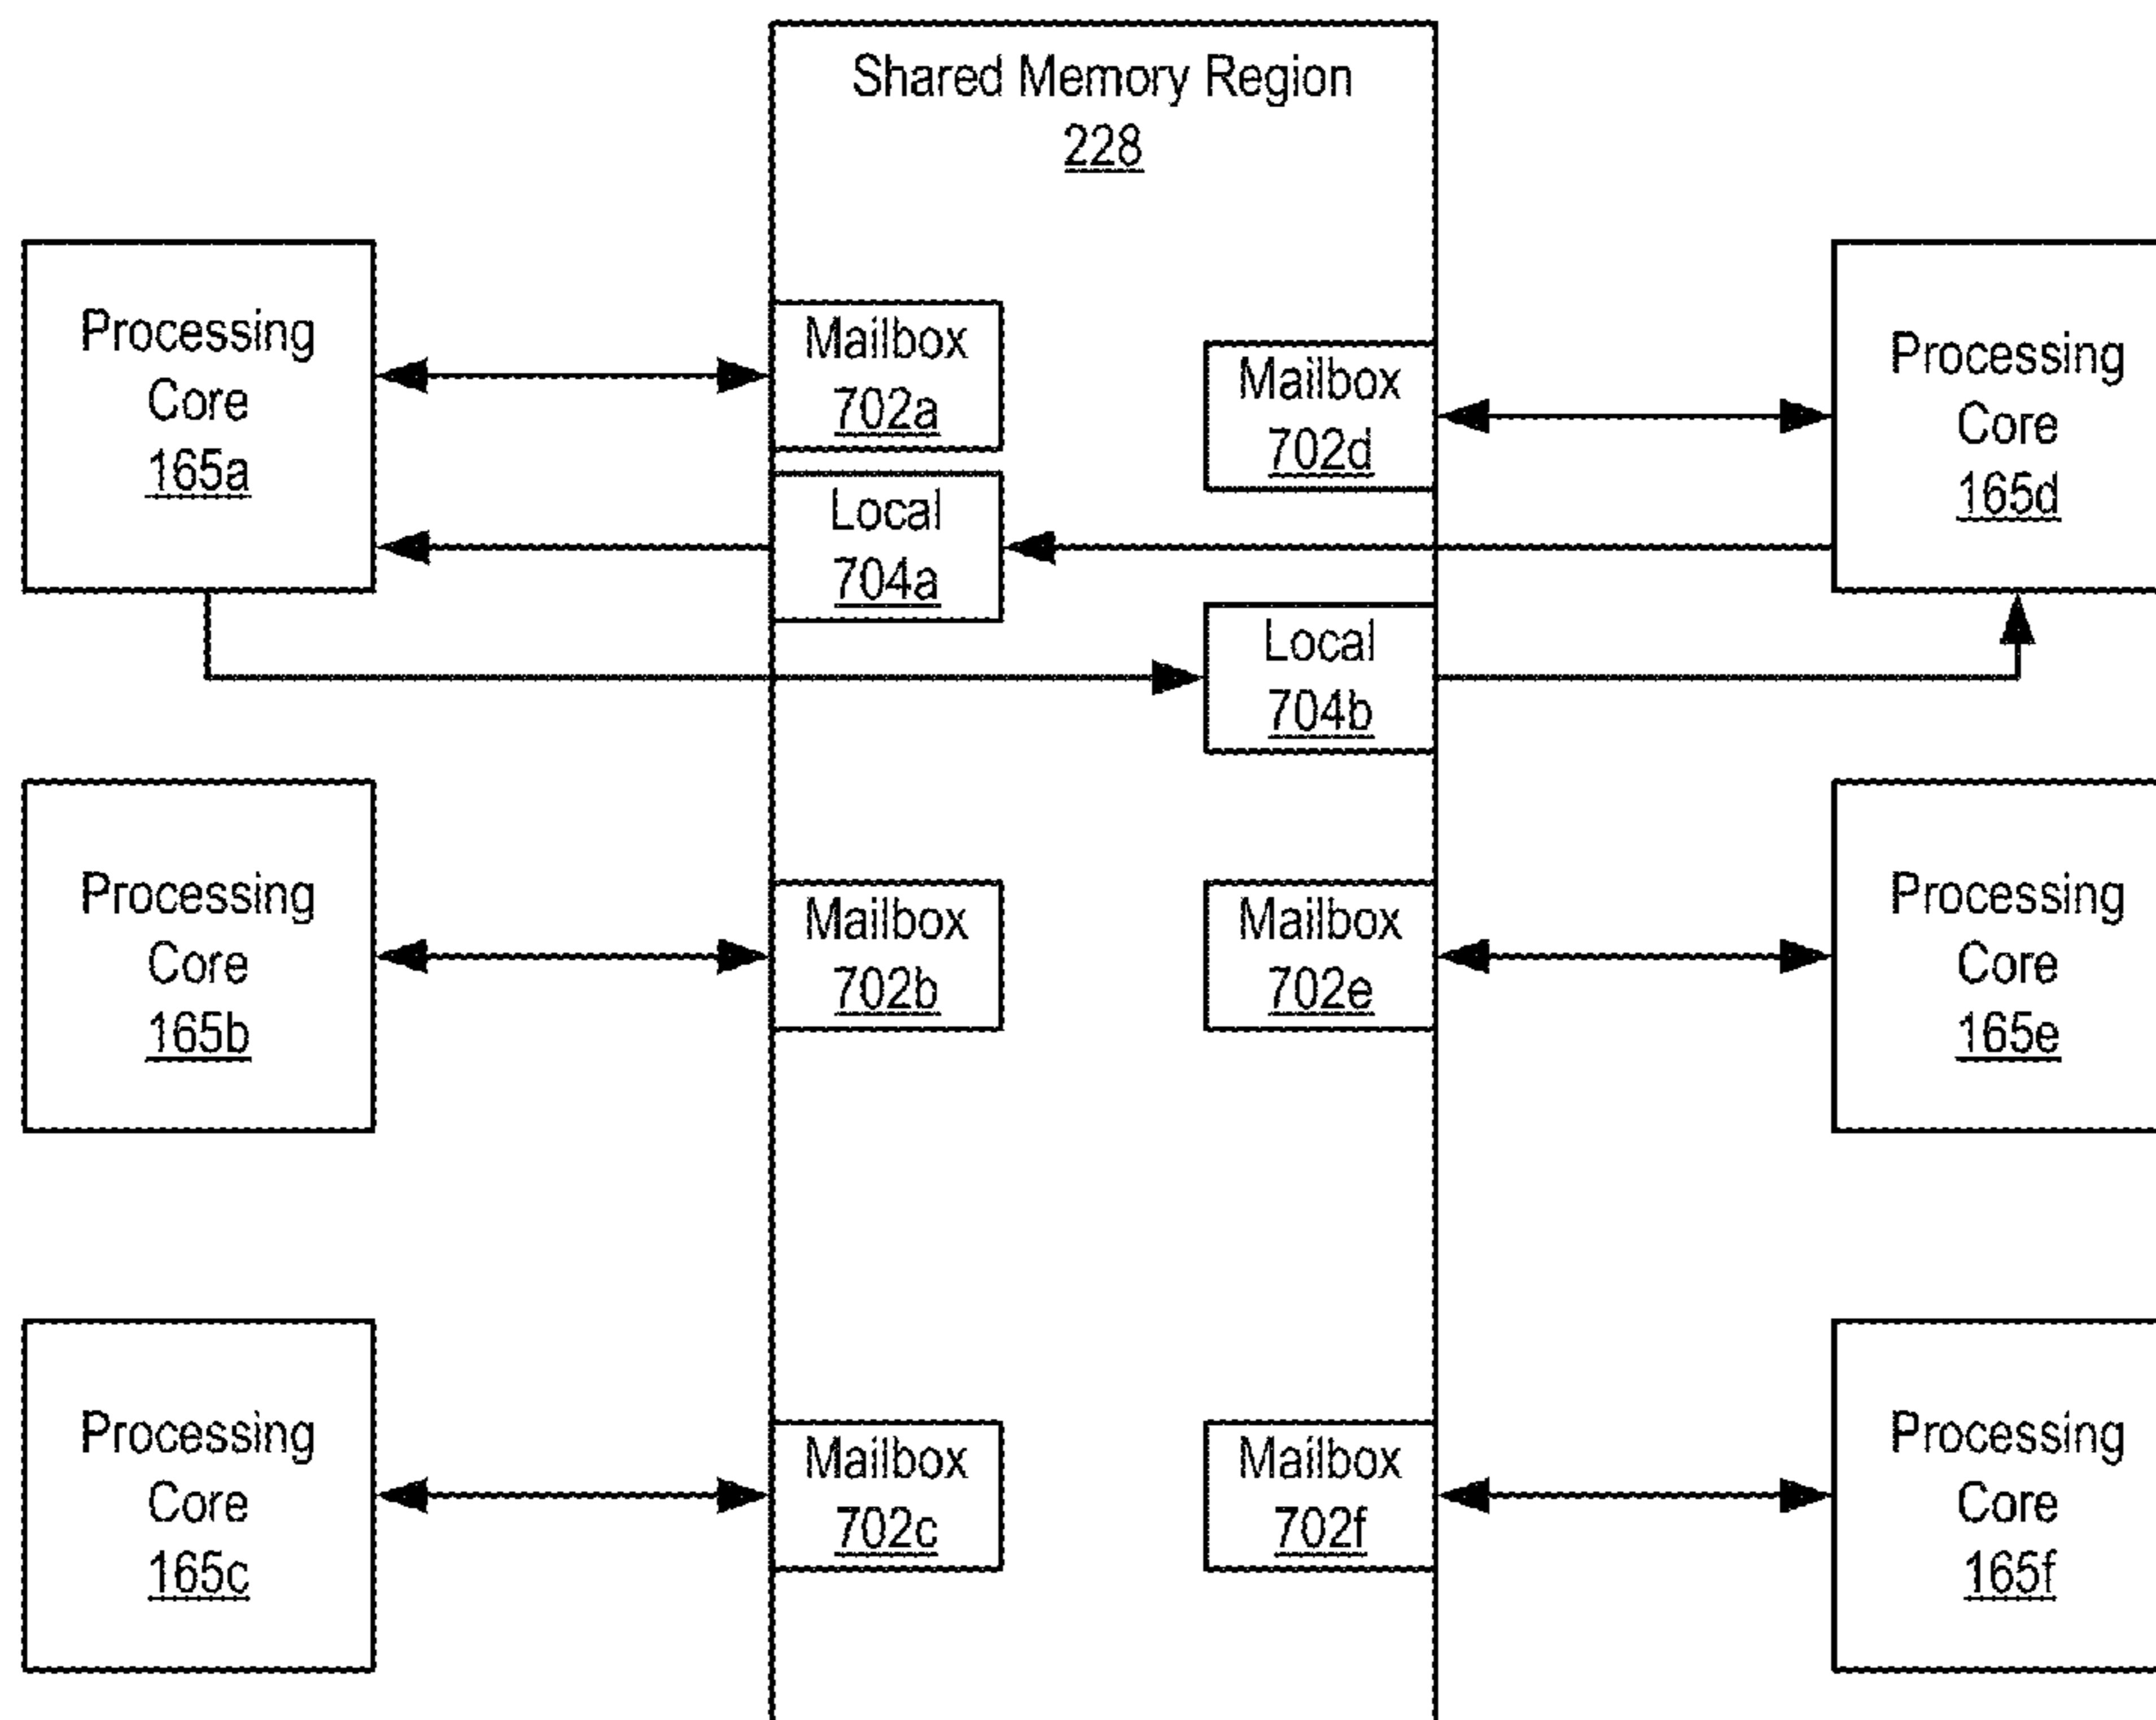 Shared Memory Region
228
Processing
Core
165a
Mailbox
702a
Mailbox
702d
Processing
Core
165d
Local
704a
Local
704b
Processing
Core
165b
Mailbox
702b
Mailbox
702e
Processing
Core
165e
Processing
Core
165c
Mailbox
702c
Mailbox
702f
Processing
Core
165f